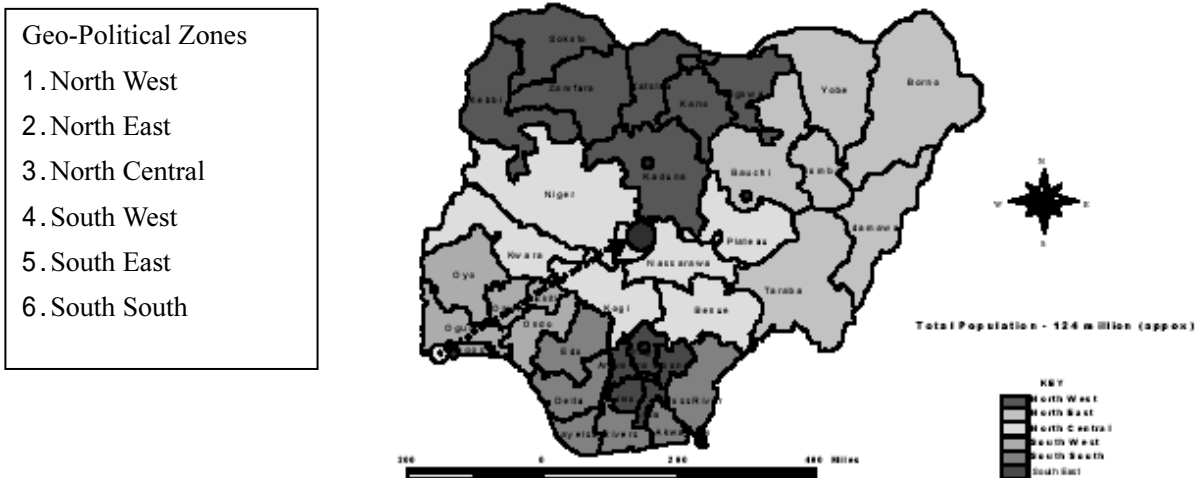 Geo-Political Zones
1. North West
2. North East
3. North Central
4. South West
5. South East
6. South South
Sokoto
Zamfara
Kano
Yobe
Borno
Kaduna
Bauchi
Niger
Plateau
Kwara
Nassarawa
Oyo
Taraba
Kogi
Benue
Ondo
Edo
Delta
Rivers
N
W
E
S
Total Population - 124 million (appox)
KEY
North West
North East
North Central
South West
South South
South East
200
0
200
400 Miles